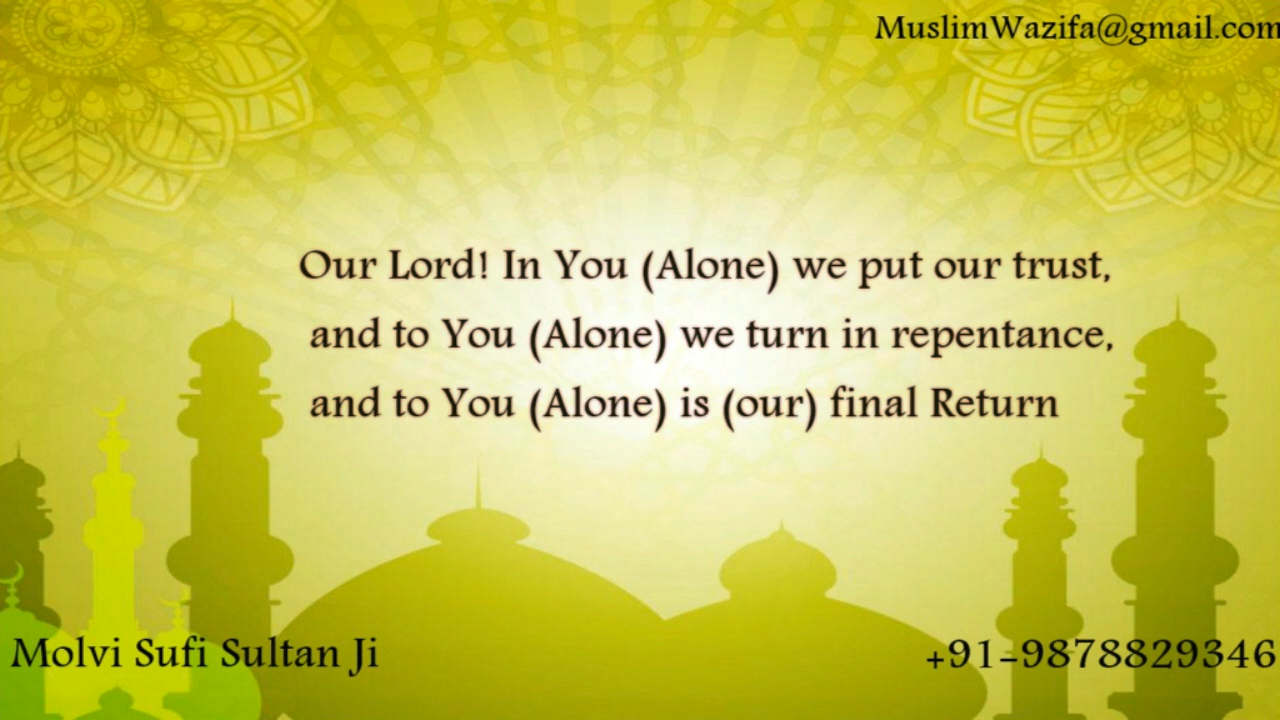 MuslimWazifa@gmail.com
Our Lord! In You (Alone) we put our trust,
and to You (Alone) we turn in repentance,
and to You (Alone) is (our) final Return
Molvi Sufi Sultan Ji
+91-9878829346